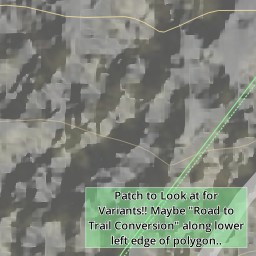 Patch to Look at for
Variants!! Maybe "Road to
Trail Conversion" along lower
left edge of polygon..